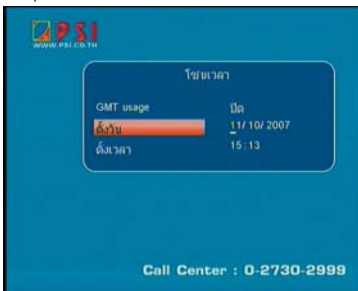 PSI
WWW.PSI.CO.TH
โซนเวลา
GMT usage ปิด
ตั้งวัน 11/ 10/ 2007
ตั้งเวลา 15:13
Call Center : 0-2730-2999